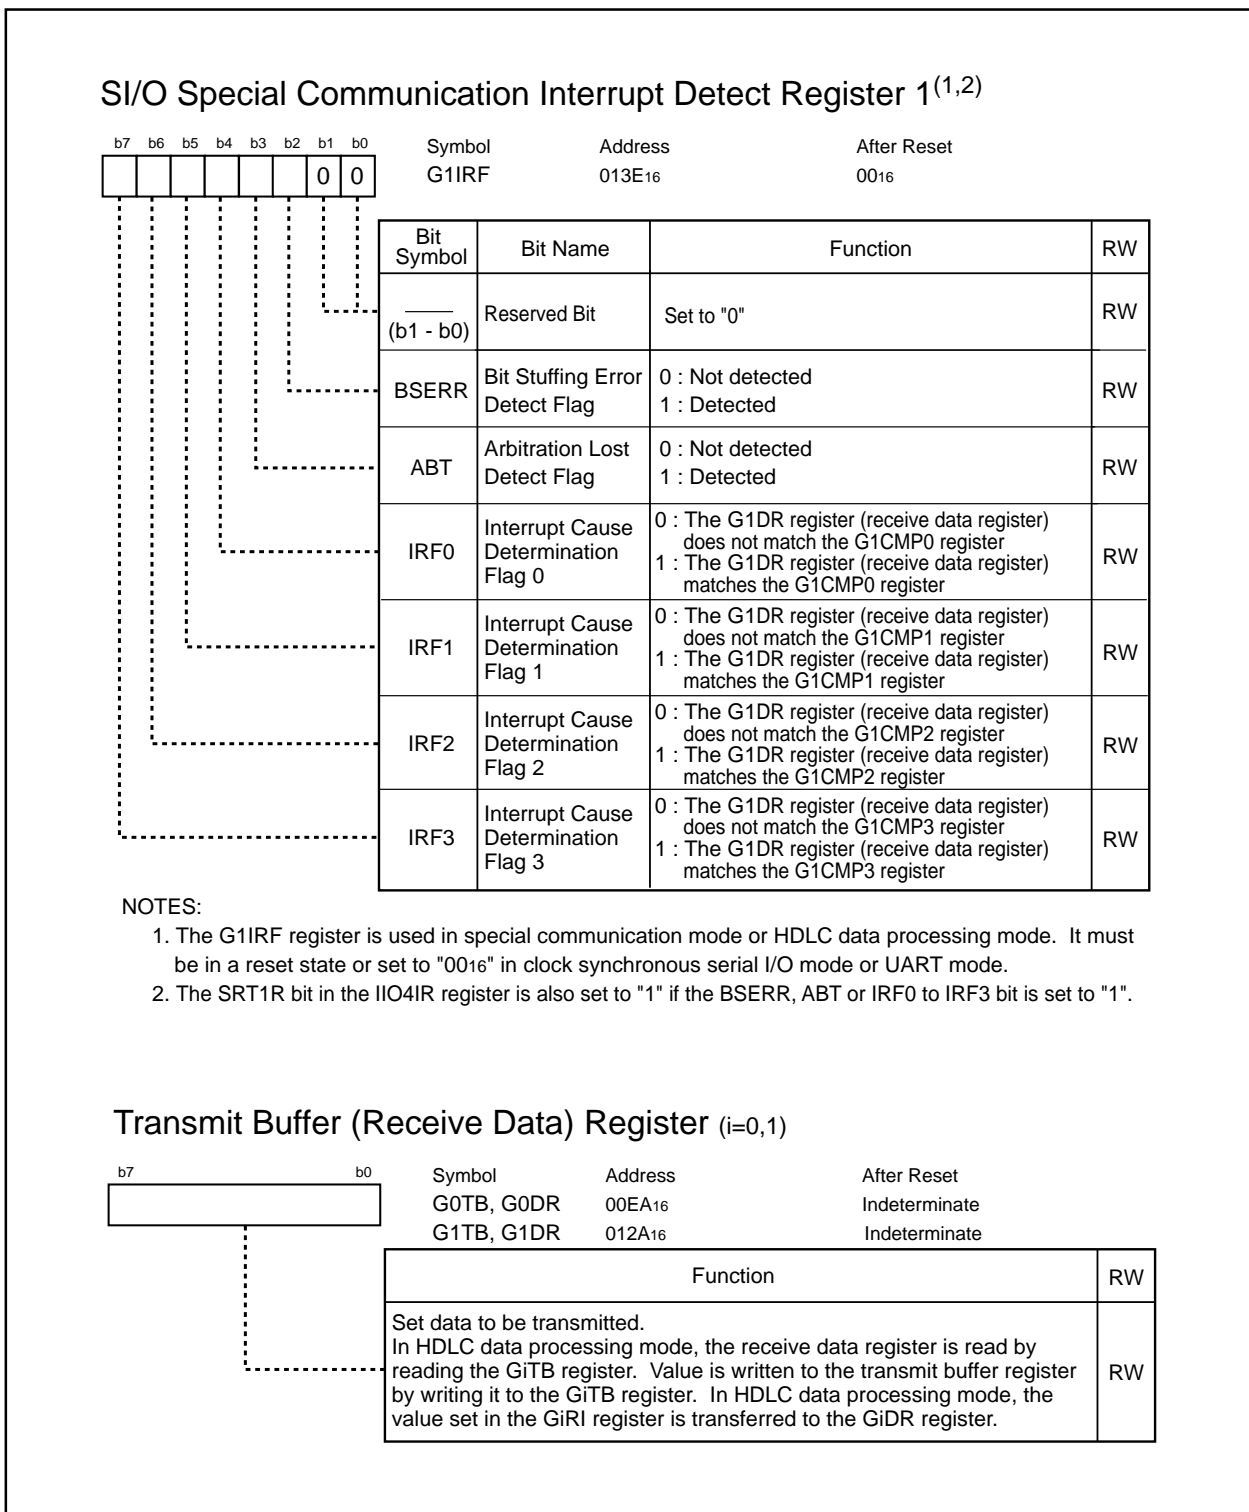 SI/O Special Communication Interrupt Detect Register 1(1,2)
b7 b6 b5 b4 b3 b2 b1 b0 Symbol Address After Reset
0 0 G1IRF 013E16 0016
Bit Symbol Bit Name Function RW
(b1 - b0) Reserved Bit Set to "0" RW
BSERR Bit Stuffing Error 0 : Not detected RW
Detect Flag 1 : Detected
ABT Arbitration Lost 0 : Not detected RW
Detect Flag 1 : Detected
IRF0 Interrupt Cause Determination Flag 0 RW
0 : The G1DR register (receive data register)
does not match the G1CMP0 register
1 : The G1DR register (receive data register)
matches the G1CMP0 register
IRF1 Interrupt Cause Determination Flag 1 RW
0 : The G1DR register (receive data register)
does not match the G1CMP1 register
1 : The G1DR register (receive data register)
matches the G1CMP1 register
IRF2 Interrupt Cause Determination Flag 2 RW
0 : The G1DR register (receive data register)
does not match the G1CMP2 register
1 : The G1DR register (receive data register)
matches the G1CMP2 register
IRF3 Interrupt Cause Determination Flag 3 RW
0 : The G1DR register (receive data register)
does not match the G1CMP3 register
1 : The G1DR register (receive data register)
matches the G1CMP3 register
NOTES:
1. The G1IRF register is used in special communication mode or HDLC data processing mode. It must
be in a reset state or set to "0016" in clock synchronous serial I/O mode or UART mode.
2. The SRT1R bit in the IIO4IR register is also set to "1" if the BSERR, ABT or IRF0 to IRF3 bit is set to "1".
Transmit Buffer (Receive Data) Register (i=0,1)
b7 b0 Symbol Address After Reset
G0TB, G0DR 00EA16 Indeterminate
G1TB, G1DR 012A16 Indeterminate
Function RW
Set data to be transmitted.
In HDLC data processing mode, the receive data register is read by
reading the GiTB register. Value is written to the transmit buffer register RW
by writing it to the GiTB register. In HDLC data processing mode, the
value set in the GiRI register is transferred to the GiDR register.